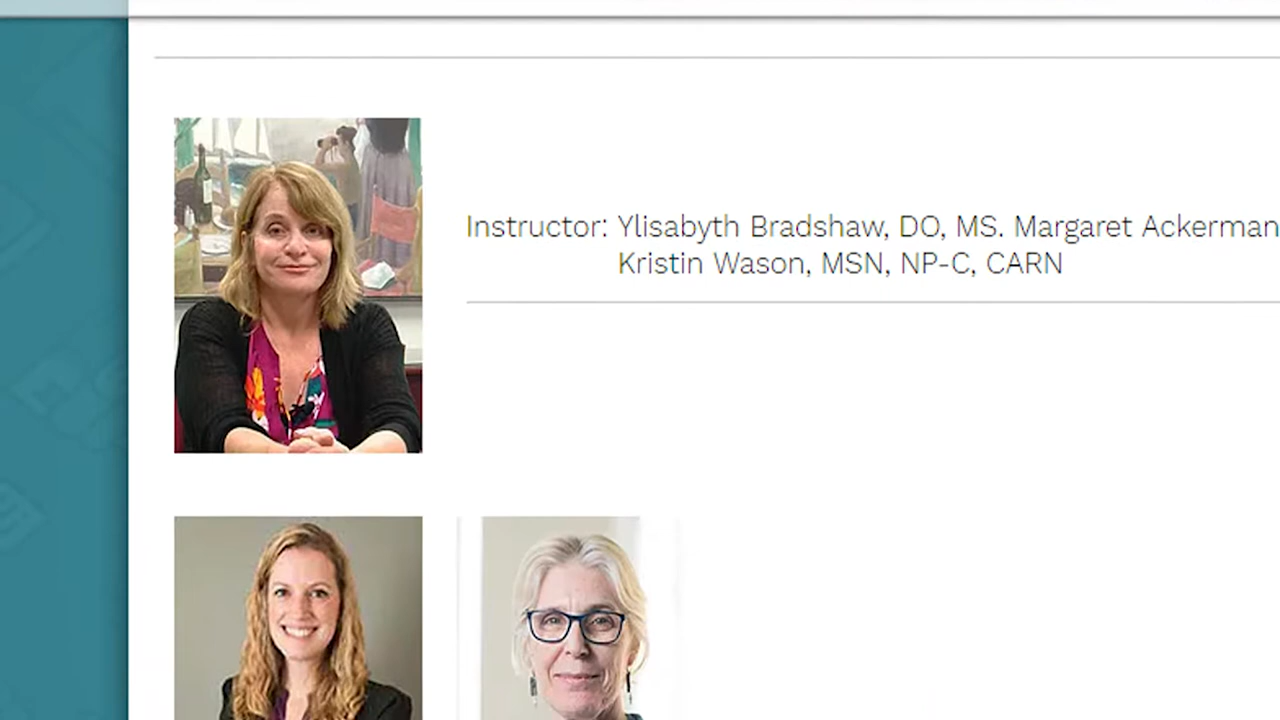 Instructor: Ylisabyth Bradshaw, DO, MS. Margaret Ackerman
Kristin Wason, MSN, NP-C, CARN